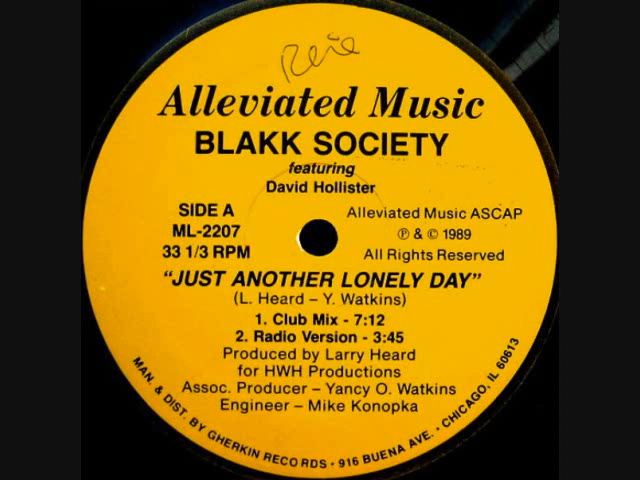 Alleviated Music
BLAKK SOCIETY
featuring
David Hollister
SIDE A
ML-2207
33 1/3 RPM
Alleviated Music ASCAP
℗ & © 1989
All Rights Reserved
“JUST ANOTHER LONELY DAY”
(L. Heard – Y. Watkins)
1. Club Mix - 7:12
2. Radio Version - 3:45
Produced by Larry Heard
for HWH Productions
Assoc. Producer – Yancy O. Watkins
Engineer – Mike Konopka
MAN. & DIST. BY GHERKIN RECORDS • 916 BUENA AVE. • CHICAGO, IL 60613